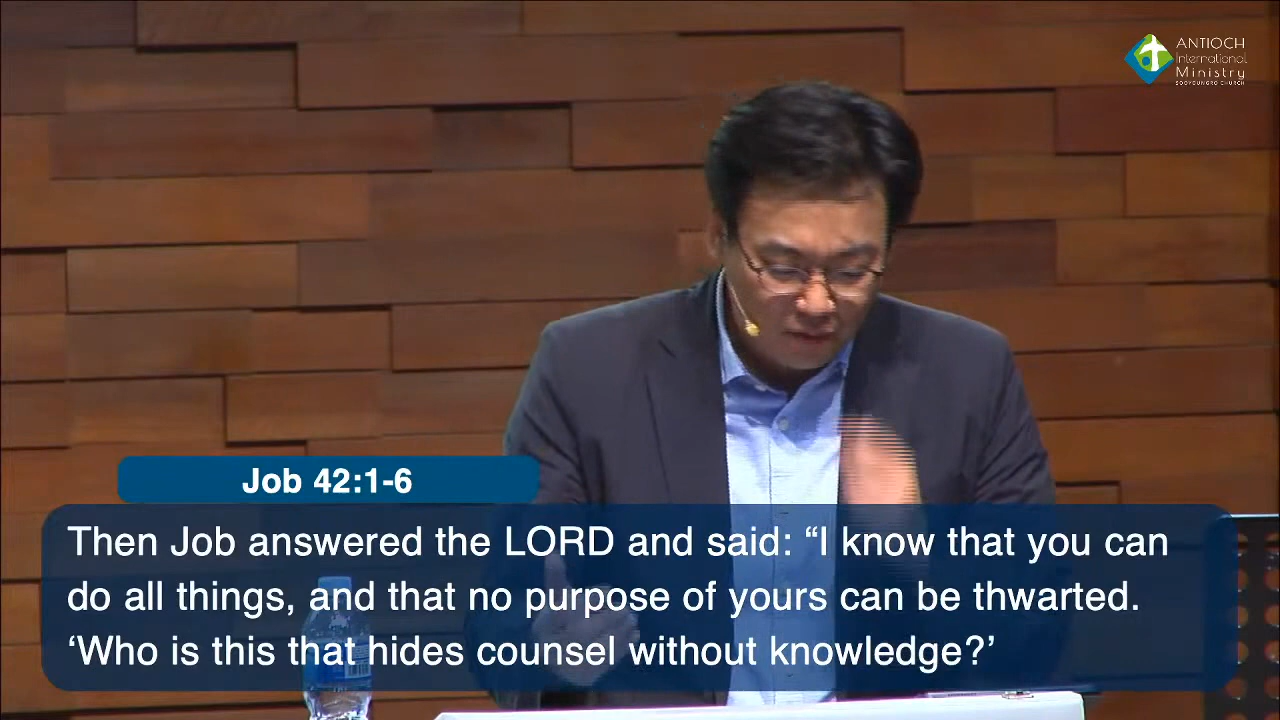 ANTIOCH
International
Ministry
SOOYOUNGRO CHURCH
Job 42:1-6
Then Job answered the LORD and said: “I know that you can
do all things, and that no purpose of yours can be thwarted.
‘Who is this that hides counsel without knowledge?’